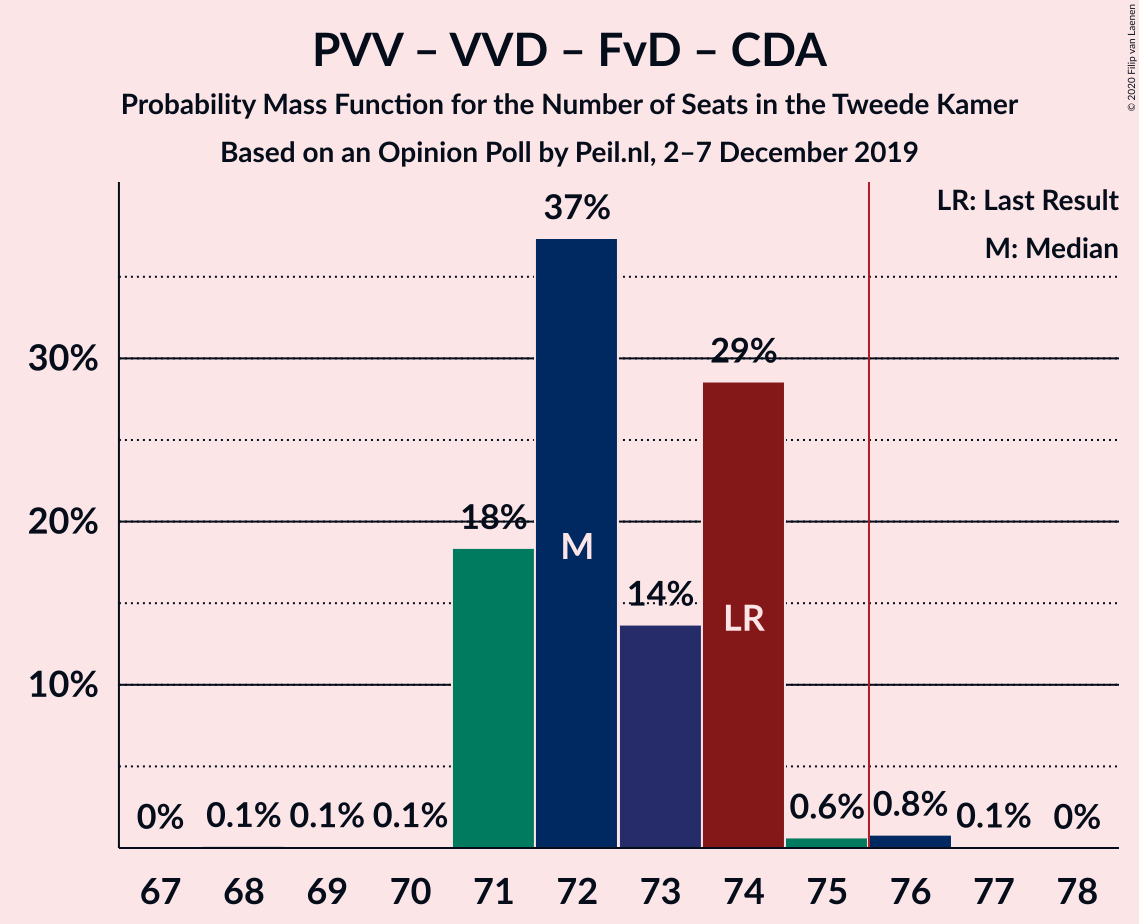 PVV – VVD – FvD – CDA
Probability Mass Function for the Number of Seats in the Tweede Kamer
Based on an Opinion Poll by Peil.nl, 2–7 December 2019
© 2020 Filip van Laenen
LR: Last Result
M: Median
37%
30%
29%
20%
18%
M
14%
LR
10%
0%
0.1%
0.1%
0.1%
0.6%
0.8%
0.1%
0%
67 68 69 70 71 72 73 74 75 76 77 78